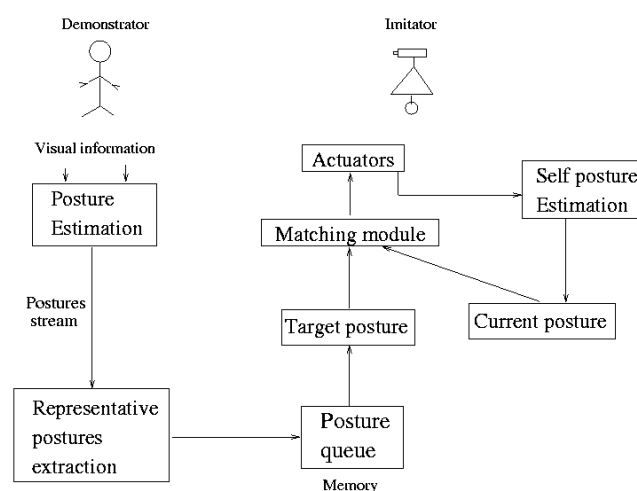 Demonstrator
Imitator
Visual information
Posture
Estimation
Postures
stream
Representative
postures
extraction
Posture
queue
Memory
Target posture
Matching module
Actuators
Self posture
Estimation
Current posture